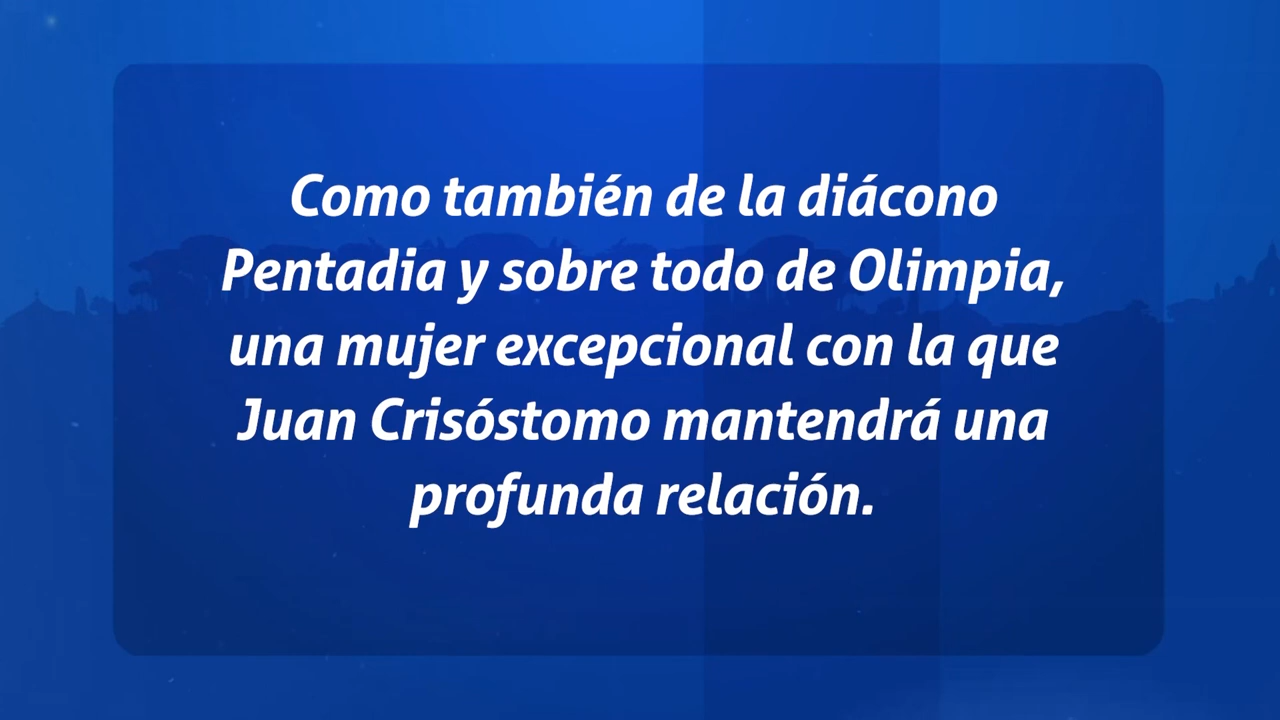 Como también de la diácono
Pentadia y sobre todo de Olimpia,
una mujer excepcional con la que
Juan Crisóstomo mantendrá una
profunda relación.